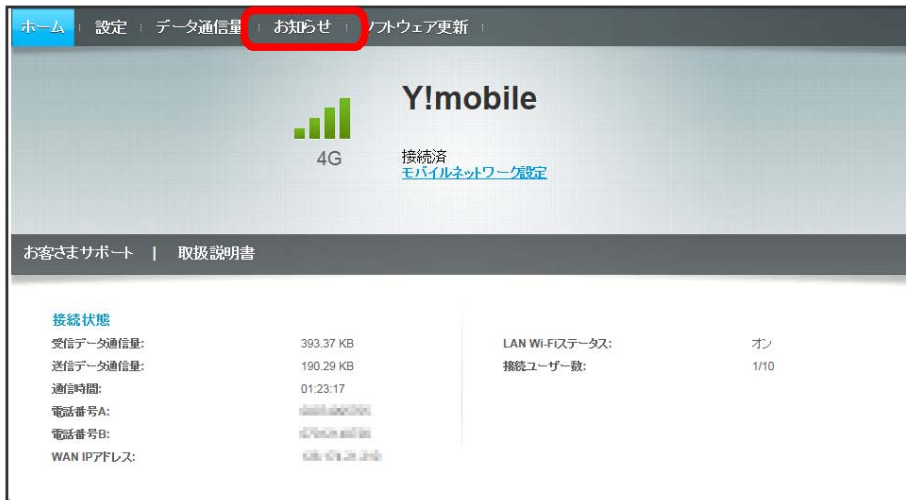 ホーム 設定 データ通信量 お知らせ ソフトウェア更新
Y!mobile
4G
接続済
モバイルネットワーク設定
お客さまサポート | 取扱説明書
接続状態
受信データ通信量: 393.37 KB LAN Wi-Fiステータス: オン
送信データ通信量: 190.29 KB 接続ユーザー数: 1/10
通信時間: 01:23:17
電話番号A:
電話番号B:
WAN IPアドレス: